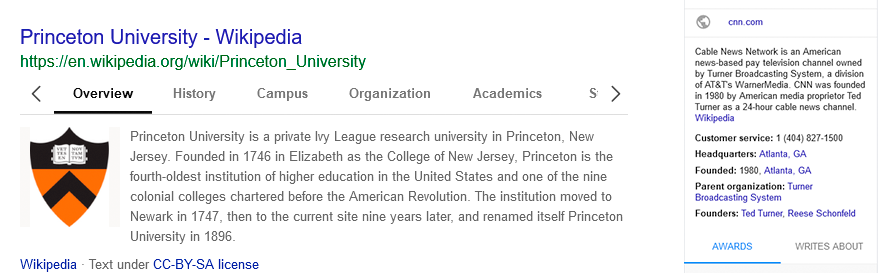 Princeton University - Wikipedia
https://en.wikipedia.org/wiki/Princeton_University
Overview History Campus Organization Academics
Princeton University is a private Ivy League research university in Princeton, New
Jersey. Founded in 1746 in Elizabeth as the College of New Jersey, Princeton is the
fourth-oldest institution of higher education in the United States and one of the nine
colonial colleges chartered before the American Revolution. The institution moved to
Newark in 1747, then to the current site nine years later, and renamed itself Princeton
University in 1896.
Wikipedia · Text under CC-BY-SA license
cnn.com
Cable News Network is an American
news-based pay television channel owned
by Turner Broadcasting System, a division
of AT&T's WarnerMedia. CNN was founded
in 1980 by American media proprietor Ted
Turner as a 24-hour cable news channel.
Wikipedia
Customer service: 1 (404) 827-1500
Headquarters: Atlanta, GA
Founded: 1980, Atlanta, GA
Parent organization: Turner
Broadcasting System
Founders: Ted Turner, Reese Schonfeld
AWARDS WRITES ABOUT